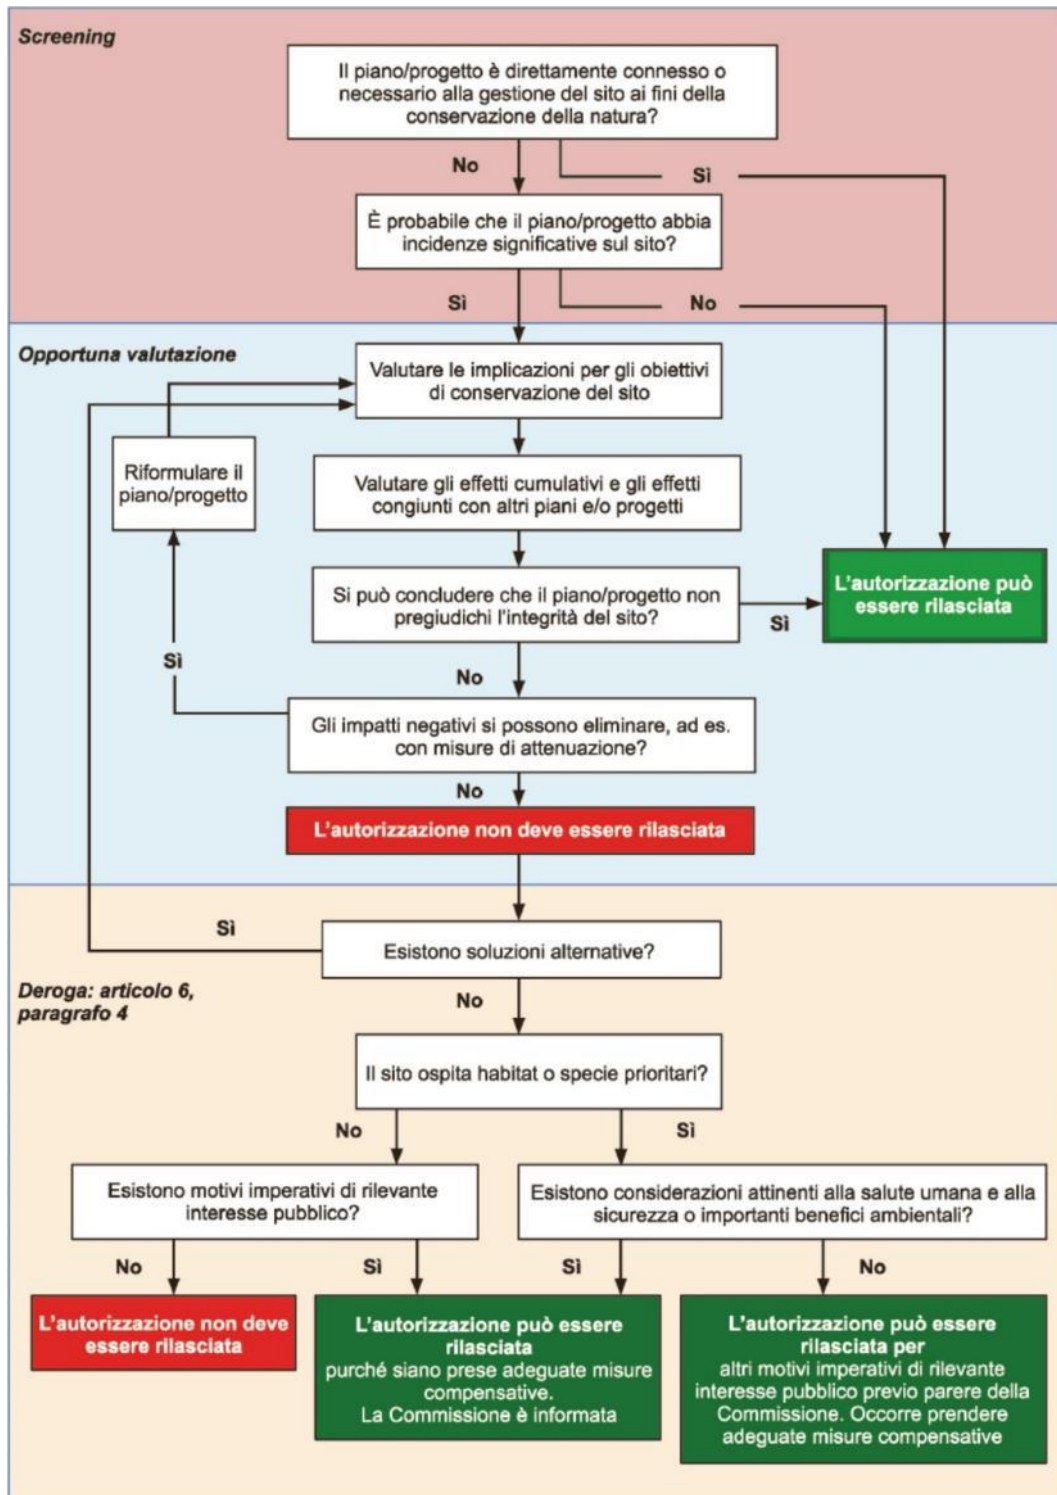 Screening
Il piano/progetto è direttamente connesso o
necessario alla gestione del sito ai fini della
conservazione della natura?
No
Sì
È probabile che il piano/progetto abbia
incidenze significative sul sito?
Sì
No
Opportuna valutazione
Valutare le implicazioni per gli obiettivi
di conservazione del sito
Riformulare il
piano/progetto
Valutare gli effetti cumulativi e gli effetti
congiunti con altri piani e/o progetti
Si può concludere che il piano/progetto non
pregiudichi l'integrità del sito?
Sì
L'autorizzazione può
essere rilasciata
No
Sì
Gli impatti negativi si possono eliminare, ad es.
con misure di attenuazione?
No
L'autorizzazione non deve essere rilasciata
Sì
Esistono soluzioni alternative?
Deroga: articolo 6,
paragrafo 4
No
Il sito ospita habitat o specie prioritari?
No
Sì
Esistono motivi imperativi di rilevante
interesse pubblico?
Esistono considerazioni attinenti alla salute umana e alla
sicurezza o importanti benefici ambientali?
No
Sì
Sì
No
L'autorizzazione non deve
essere rilasciata
L'autorizzazione può essere
rilasciata
purché siano prese adeguate misure
compensative.
La Commissione è informata
L'autorizzazione può essere
rilasciata per
altri motivi imperativi di rilevante
interesse pubblico previo parere della
Commissione. Occorre prendere
adeguate misure compensative